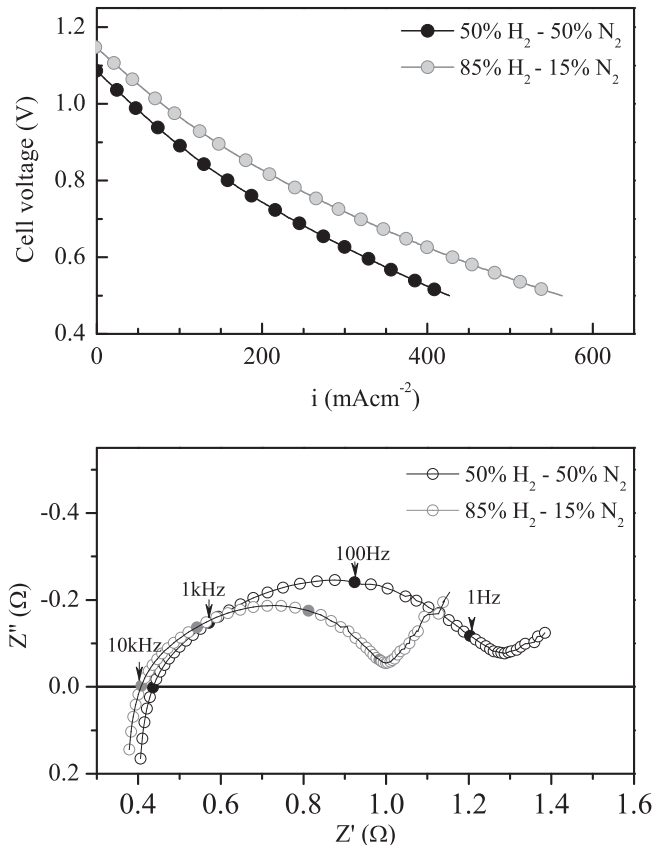 1.2
1.0
0.8
0.6
0.4
Cell voltage (V)
50% H2 - 50% N2
85% H2 - 15% N2
0 200 400 600
i (mAcm-2)
-0.4
-0.2
0.0
0.2
Z'' (Ω)
50% H2 - 50% N2
85% H2 - 15% N2
100Hz
1kHz
1Hz
10kHz
0.4 0.6 0.8 1.0 1.2 1.4 1.6
Z' (Ω)